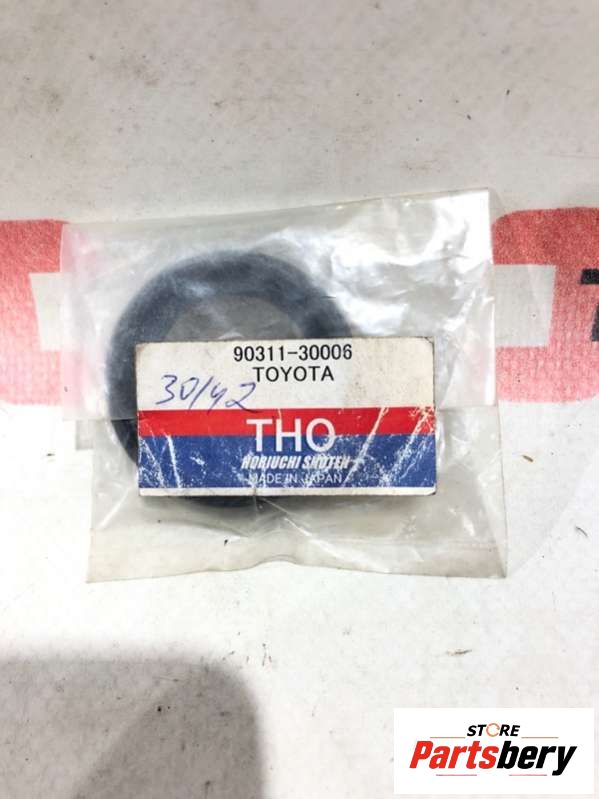 90311-30006
TOYOTA
30/42
THO
HORIUCHI SHOTEN
MADE IN JAPAN
STORE
Partsbery